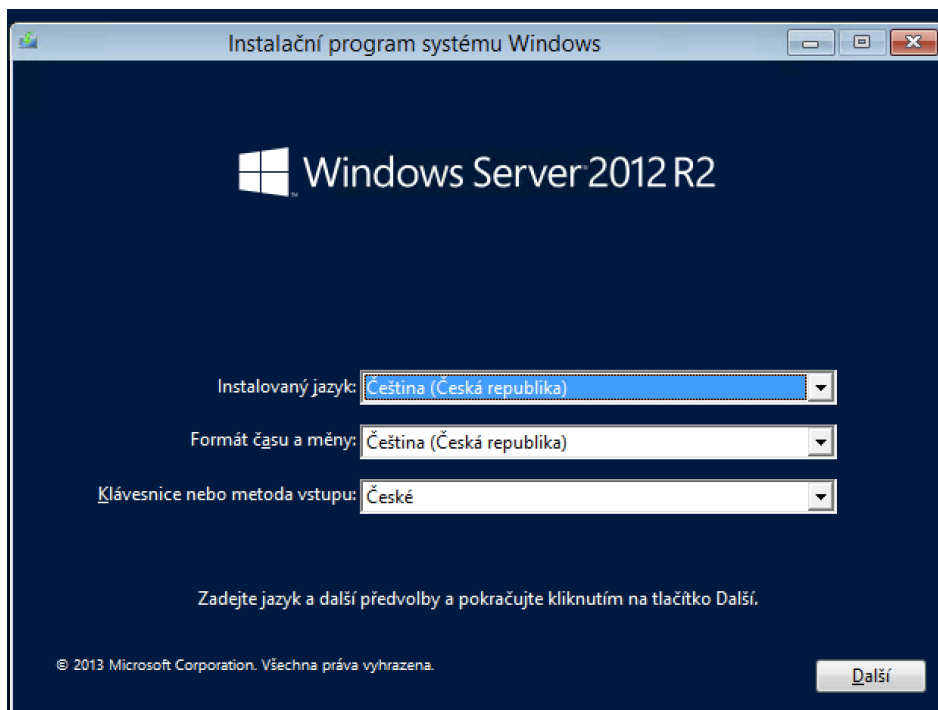 Instalační program systému Windows
Windows Server 2012 R2
Instalovaný jazyk: Čeština (Česká republika)
Formát času a měny: Čeština (Česká republika)
Klávesnice nebo metoda vstupu: České
Zadejte jazyk a další předvolby a pokračujte kliknutím na tlačítko Další.
© 2013 Microsoft Corporation. Všechna práva vyhrazena.
Další